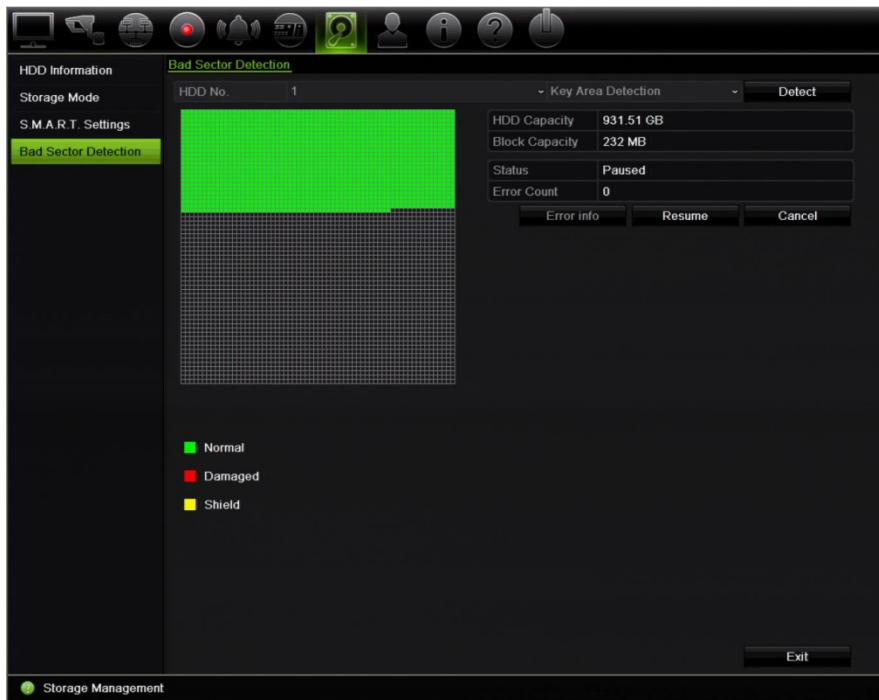 HDD Information
Storage Mode
S.M.A.R.T. Settings
Bad Sector Detection
Bad Sector Detection
HDD No. 1 Key Area Detection Detect
HDD Capacity 931.51 GB
Block Capacity 232 MB
Status Paused
Error Count 0
Error info Resume Cancel
Normal
Damaged
Shield
Exit
? Storage Management